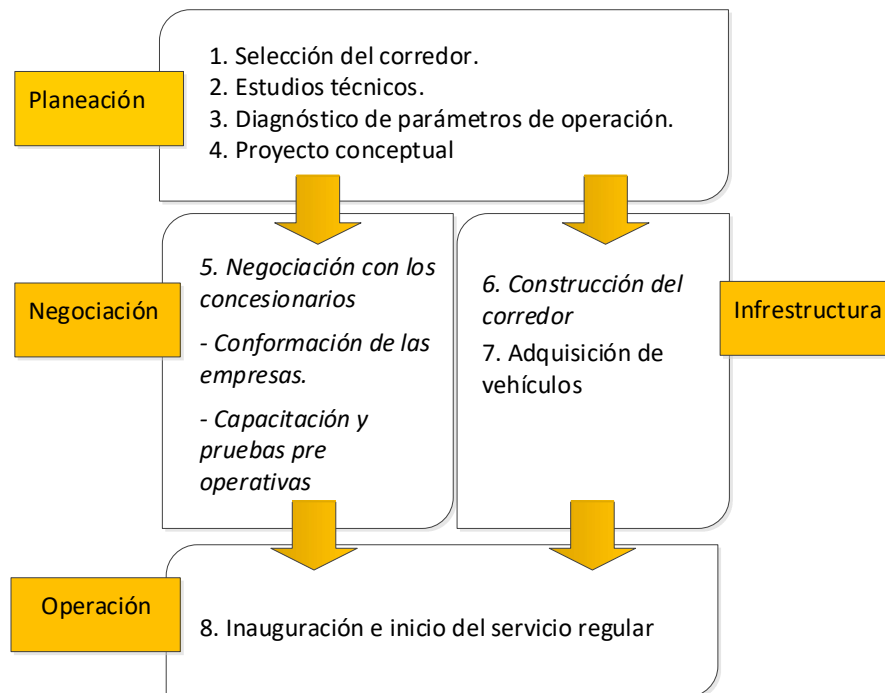 Planeación
1. Selección del corredor.
2. Estudios técnicos.
3. Diagnóstico de parámetros de operación.
4. Proyecto conceptual
Negociación
5. Negociación con los
concesionarios
- Conformación de las
empresas.
- Capacitación y
pruebas pre
operativas
6. Construcción del
corredor
7. Adquisición de
vehículos
Infrestructura
Operación
8. Inauguración e inicio del servicio regular